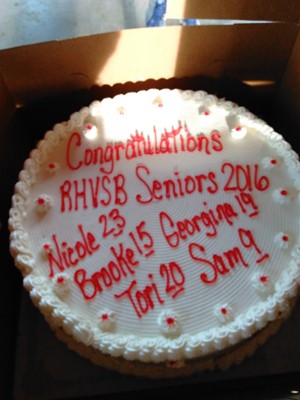 Congratulations
RHVSB Seniors 2016
Nicole 23
Brooke 15 Georgina 19
Tori 20 Sam 9